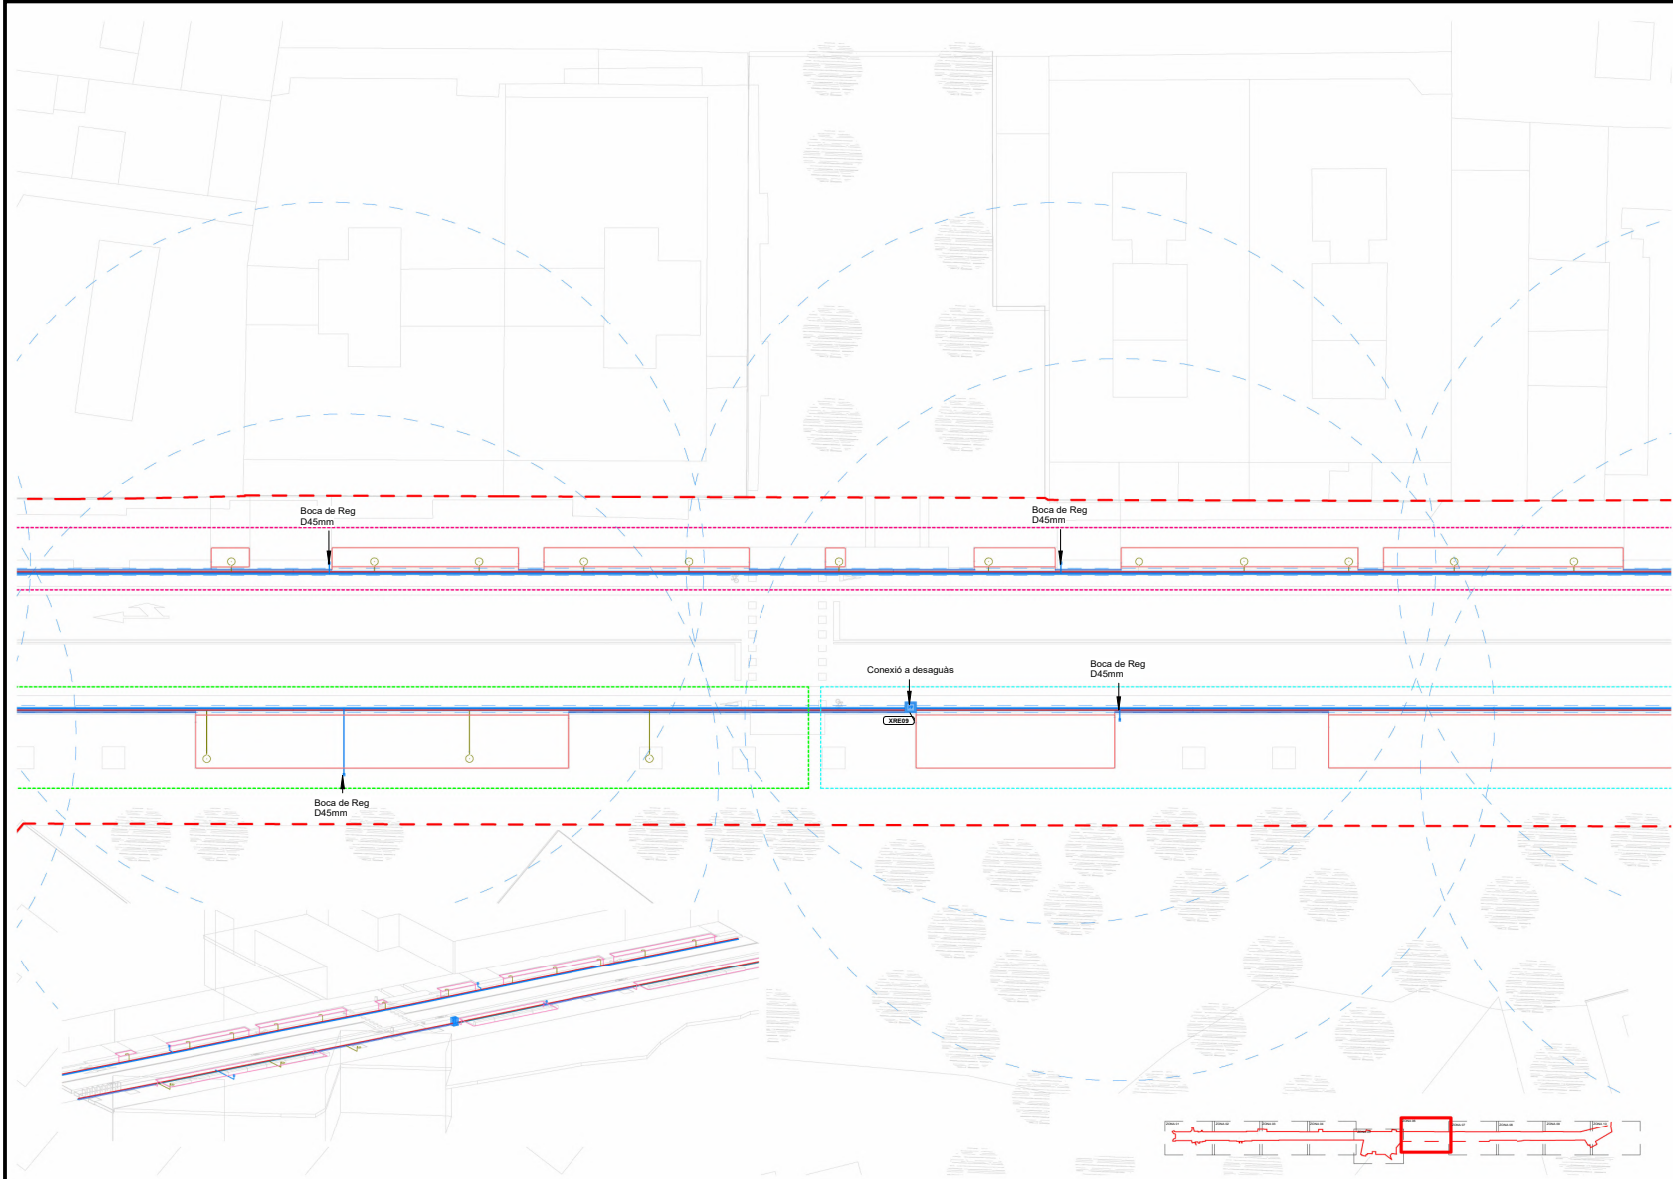 Boca de Reg
D45mm
Boca de Reg
D45mm
Conexió a desaguàs
Boca de Reg
D45mm
XRE09
Boca de Reg
D45mm